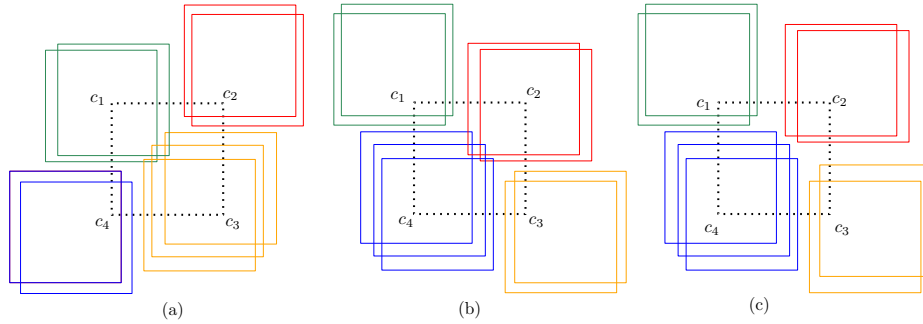 c₁ c₂ c₁ c₂ c₁ c₂
c₄ c₃ c₄ c₃ c₄ c₃
(a) (b) (c)